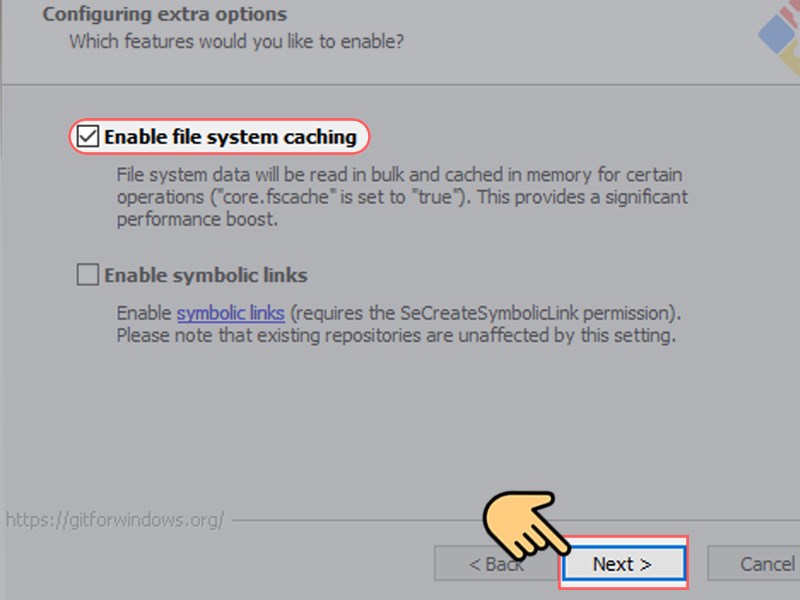 Configuring extra options
Which features would you like to enable?
Enable file system caching
File system data will be read in bulk and cached in memory for certain
operations ("core.fscache" is set to "true"). This provides a significant
performance boost.
Enable symbolic links
Enable symbolic links (requires the SeCreateSymbolicLink permission).
Please note that existing repositories are unaffected by this setting.
https://gitforwindows.org/
< Back
Next >
Cancel